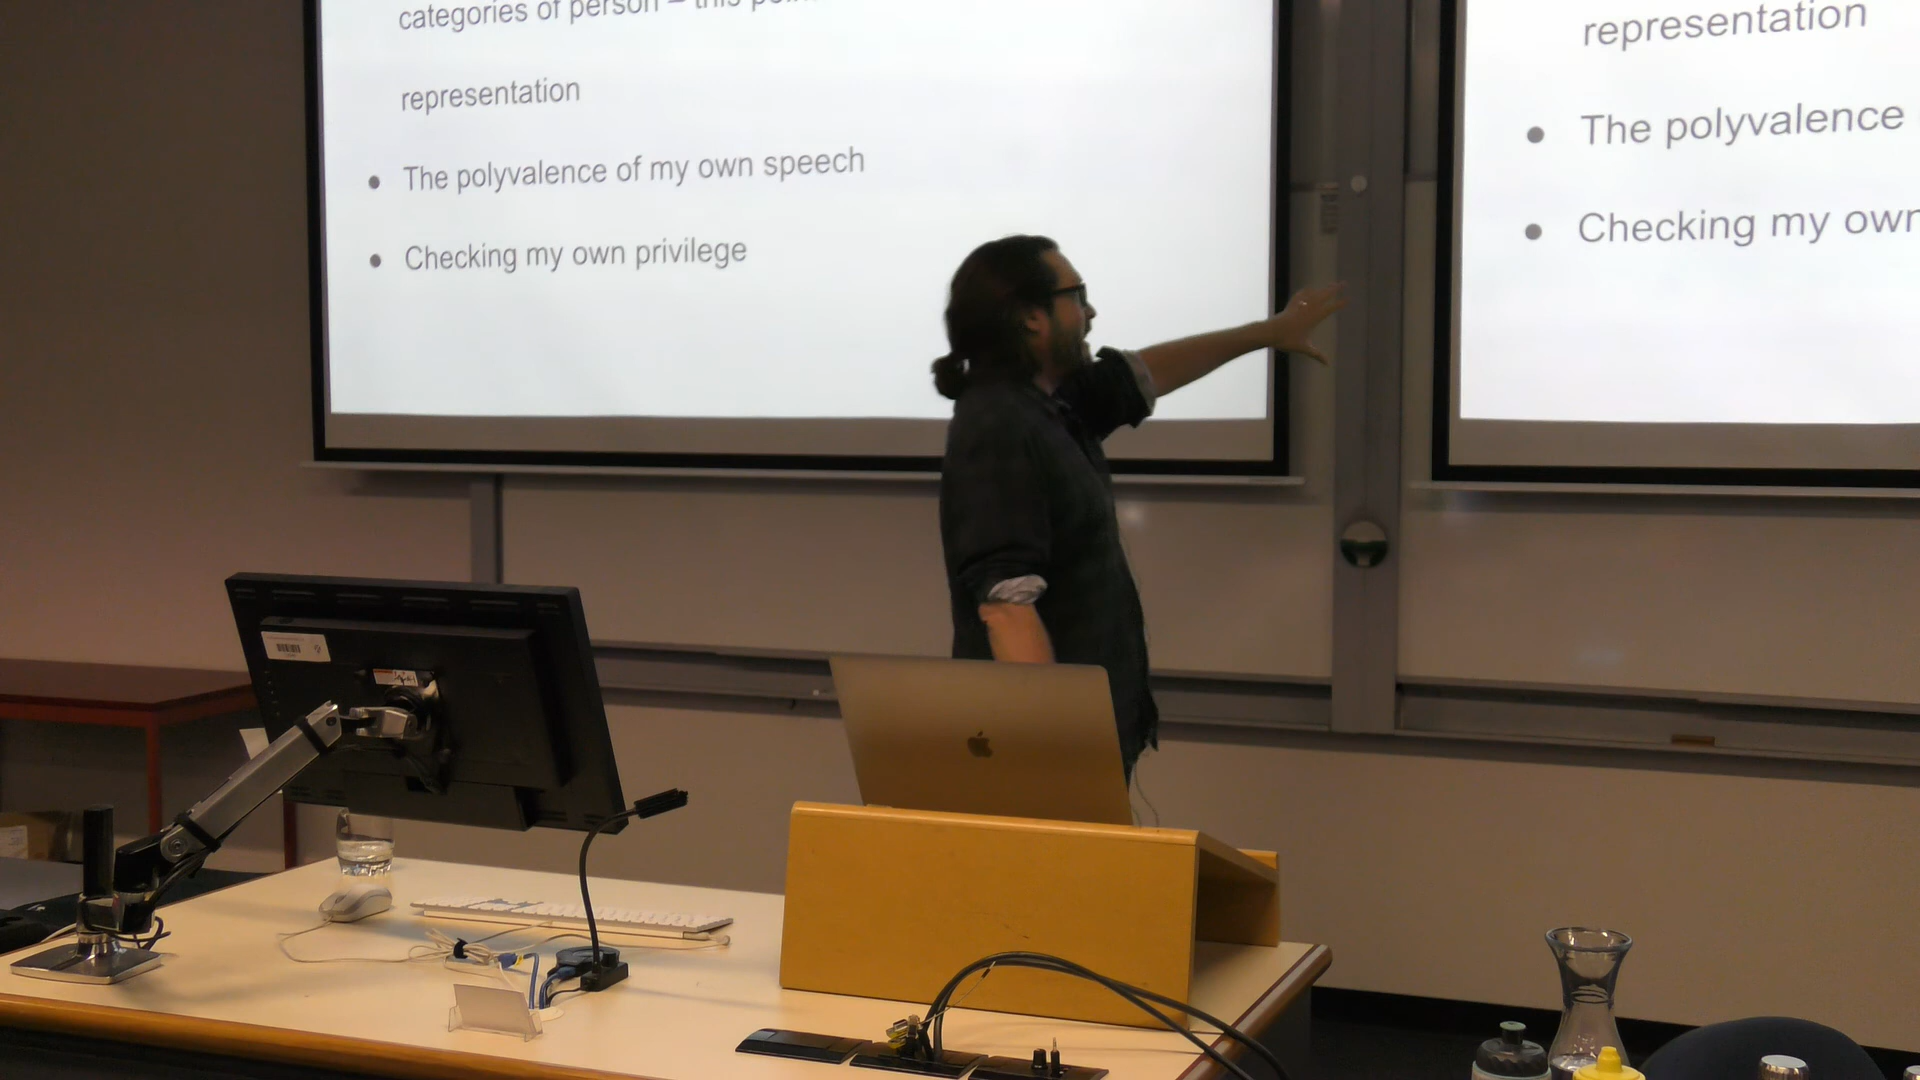 categories of person – this
representation
The polyvalence of my own speech
Checking my own privilege
representation
The polyvalence
Checking my own